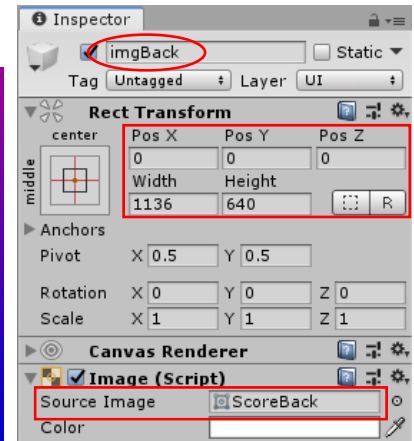 Inspector
imgBack Static
Tag Untagged Layer UI
Rect Transform
center Pos X Pos Y Pos Z
0 0 0
middle Width Height
1136 640 R
Anchors
Pivot X 0.5 Y 0.5
Rotation X 0 Y 0 Z 0
Scale X 1 Y 1 Z 1
Canvas Renderer
Image (Script)
Source Image ScoreBack
Color